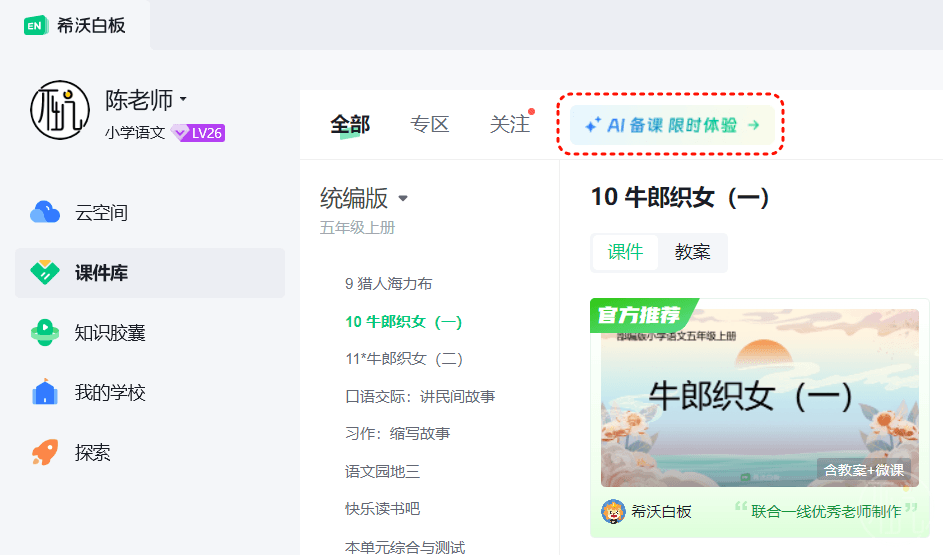 EN 希沃白板
陈老师
小学语文 LV26
云空间
课件库
知识胶囊
我的学校
探索
全部 专区 关注 AI 备课 限时体验
统编版
五年级上册
9 猎人海力布
10 牛郎织女（一）
11*牛郎织女（二）
口语交际：讲民间故事
习作：缩写故事
语文园地三
快乐读书吧
本单元综合与测试
10 牛郎织女（一）
课件 教案
官方推荐
部编版小学语文五年级上册
牛郎织女（一）
含教案+微课
希沃白板
“联合一线优秀老师制作”